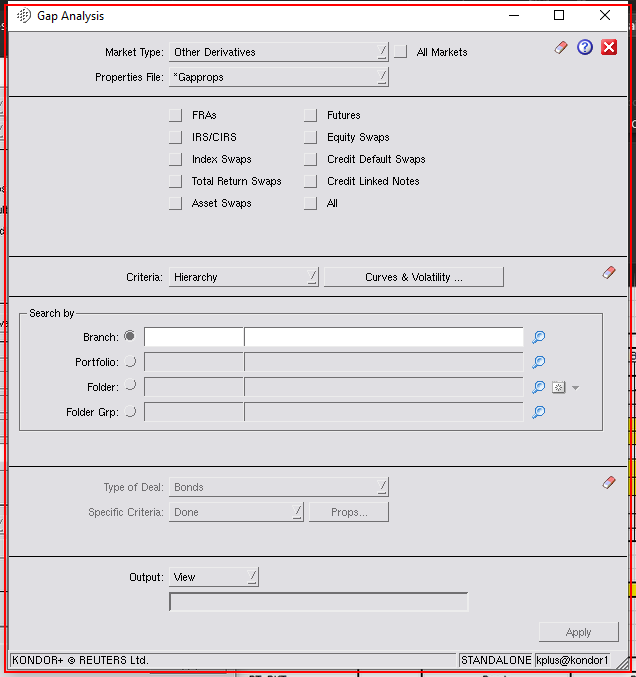 Gap Analysis
Market Type: Other Derivatives All Markets
Properties File: *Gapprops
FRAs Futures
IRS/CIRS Equity Swaps
Index Swaps Credit Default Swaps
Total Return Swaps Credit Linked Notes
Asset Swaps All
Criteria: Hierarchy Curves & Volatility ...
Search by
Branch:
Portfolio:
Folder:
Folder Grp:
Type of Deal: Bonds
Specific Criteria: Done Props...
Output: View
Apply
KONDOR+ © REUTERS Ltd. STANDALONE kplus@kondor1